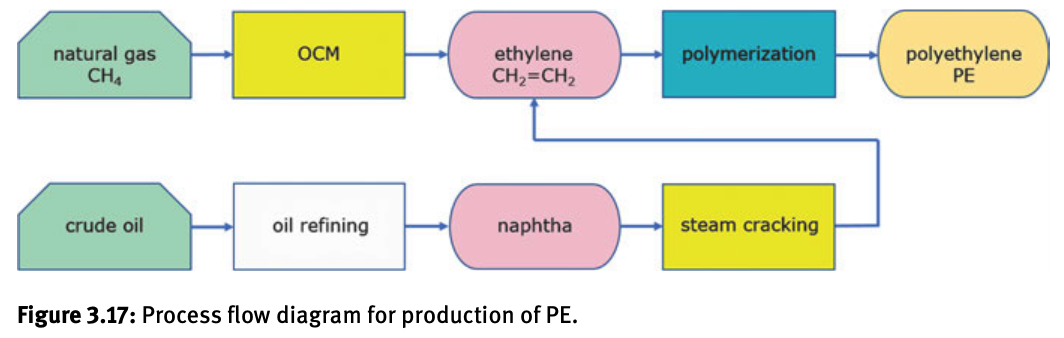 natural gas
CH₄
OCM
ethylene
CH₂=CH₂
polymerization
polyethylene
PE
crude oil
oil refining
naphtha
steam cracking
Figure 3.17: Process flow diagram for production of PE.